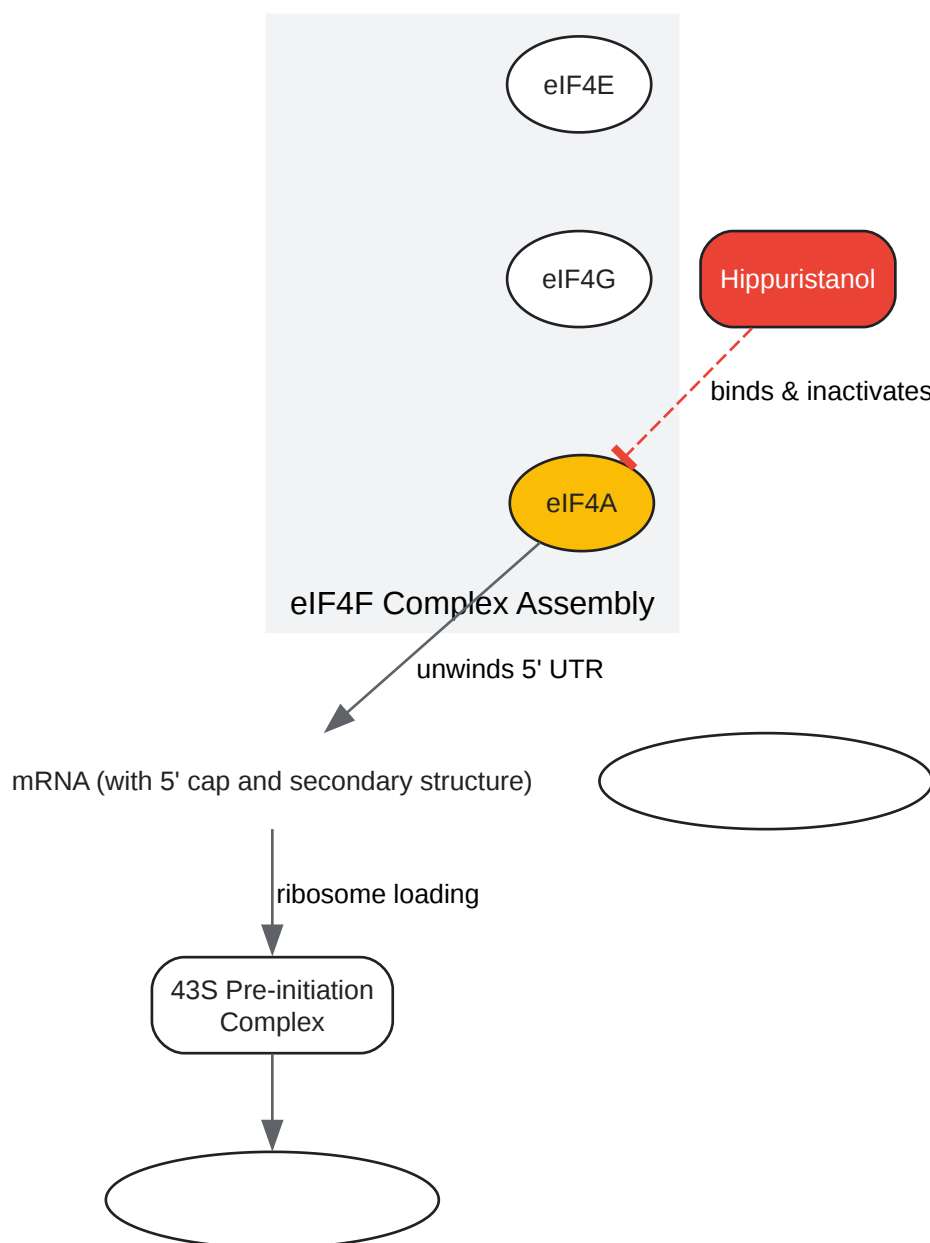 eIF4E
eIF4G
Hippuristanol
binds & inactivates
eIF4A
eIF4F Complex Assembly
unwinds 5' UTR
mRNA (with 5' cap and secondary structure)
ribosome loading
43S Pre-initiation
Complex